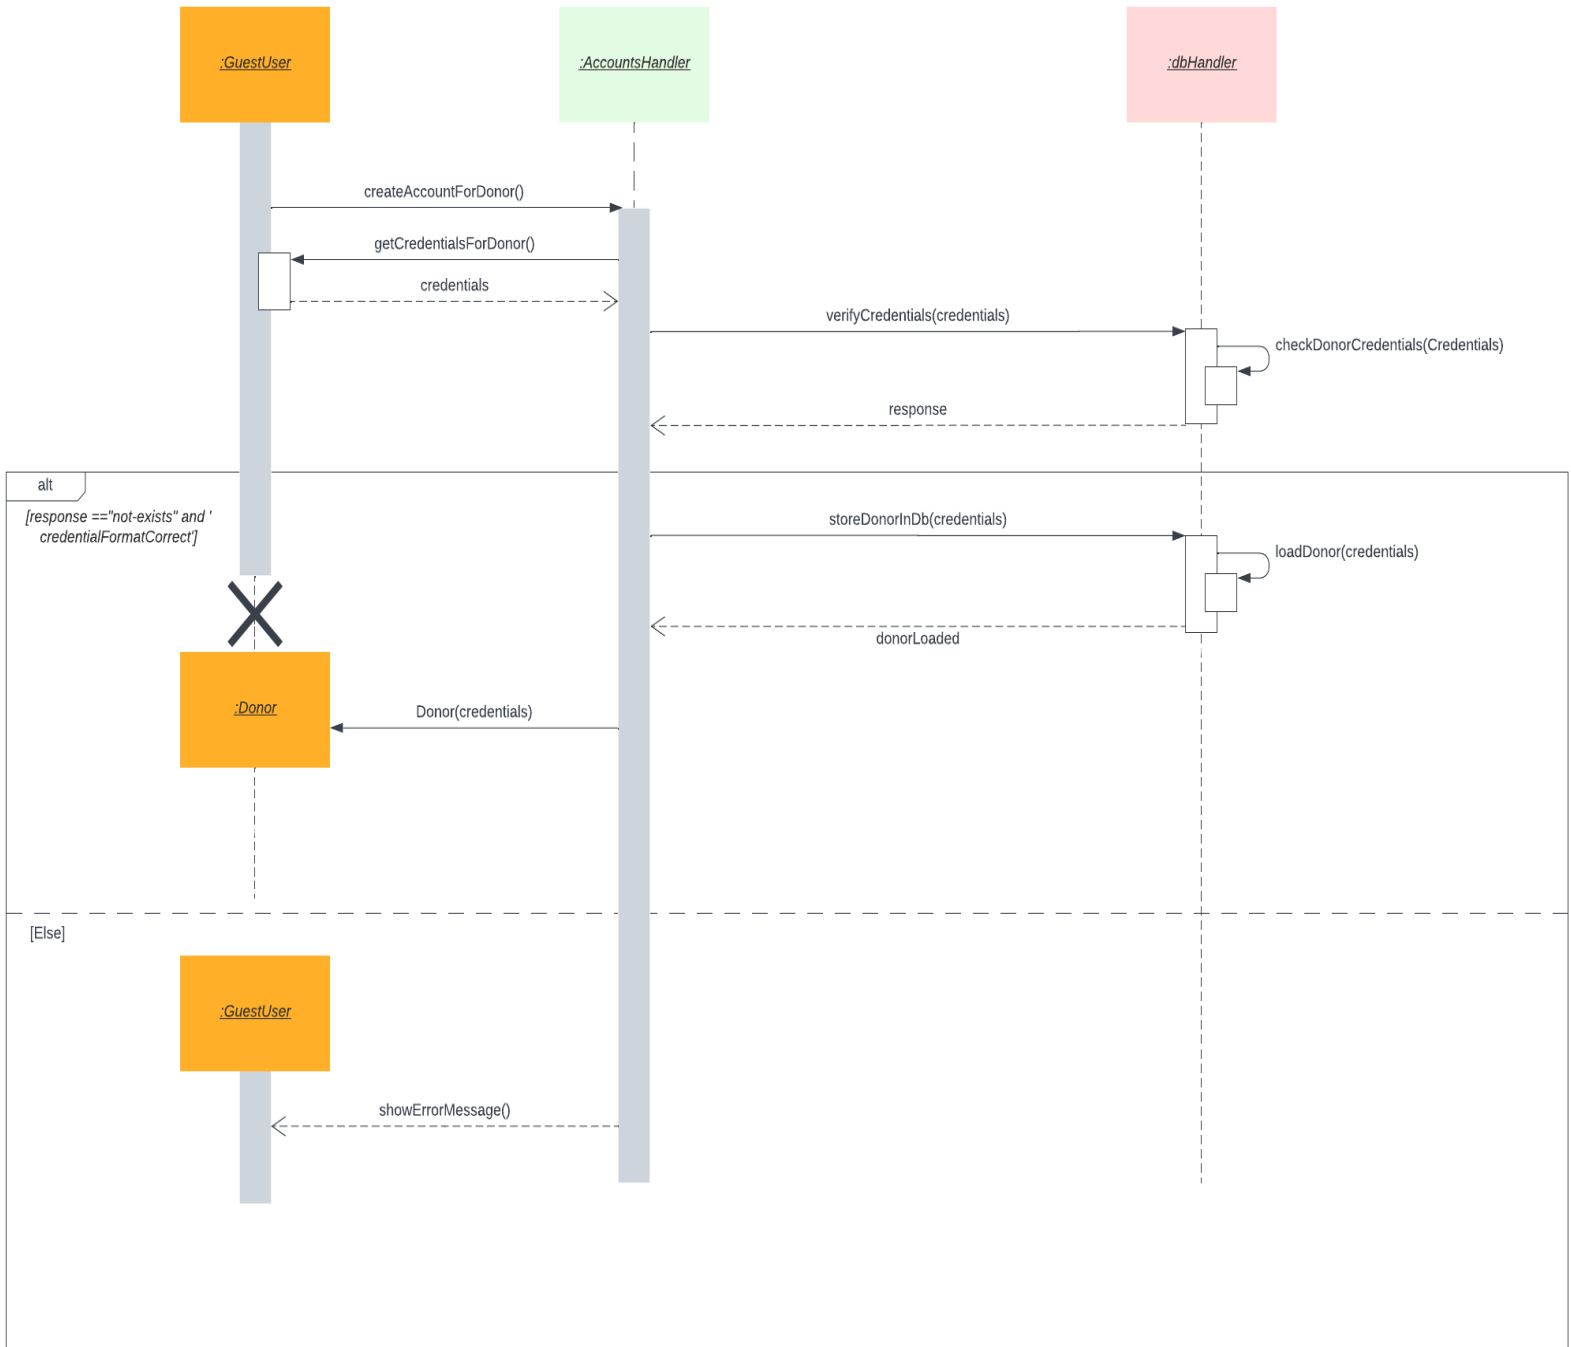 :GuestUser
:AccountsHandler
:dbHandler
createAccountForDonor()
getCredentialsForDonor()
credentials
verifyCredentials(credentials)
checkDonorCredentials(Credentials)
response
alt
[response =="not-exists" and '
credentialFormatCorrect']
storeDonorInDb(credentials)
loadDonor(credentials)
donorLoaded
:Donor
Donor(credentials)
[Else]
:GuestUser
showErrorMessage()